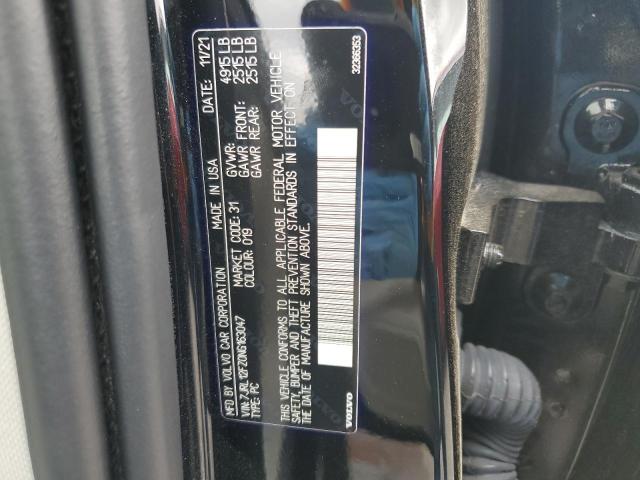 MFD BY VOLVO CAR CORPORATION MADE IN USA DATE: 11/21
VIN: 7JRL12FZ0NG163047 MARKET CODE: 31 GVWR: 4915 LB
TYPE: PC COLOUR: 019 GAWR FRONT: 2515 LB
GAWR REAR: 2515 LB
THIS VEHICLE CONFORMS TO ALL APPLICABLE FEDERAL MOTOR VEHICLE
SAFETY, BUMPER AND THEFT PREVENTION STANDARDS IN EFFECT ON
THE DATE OF MANUFACTURE SHOWN ABOVE.
VOLVO
32366353